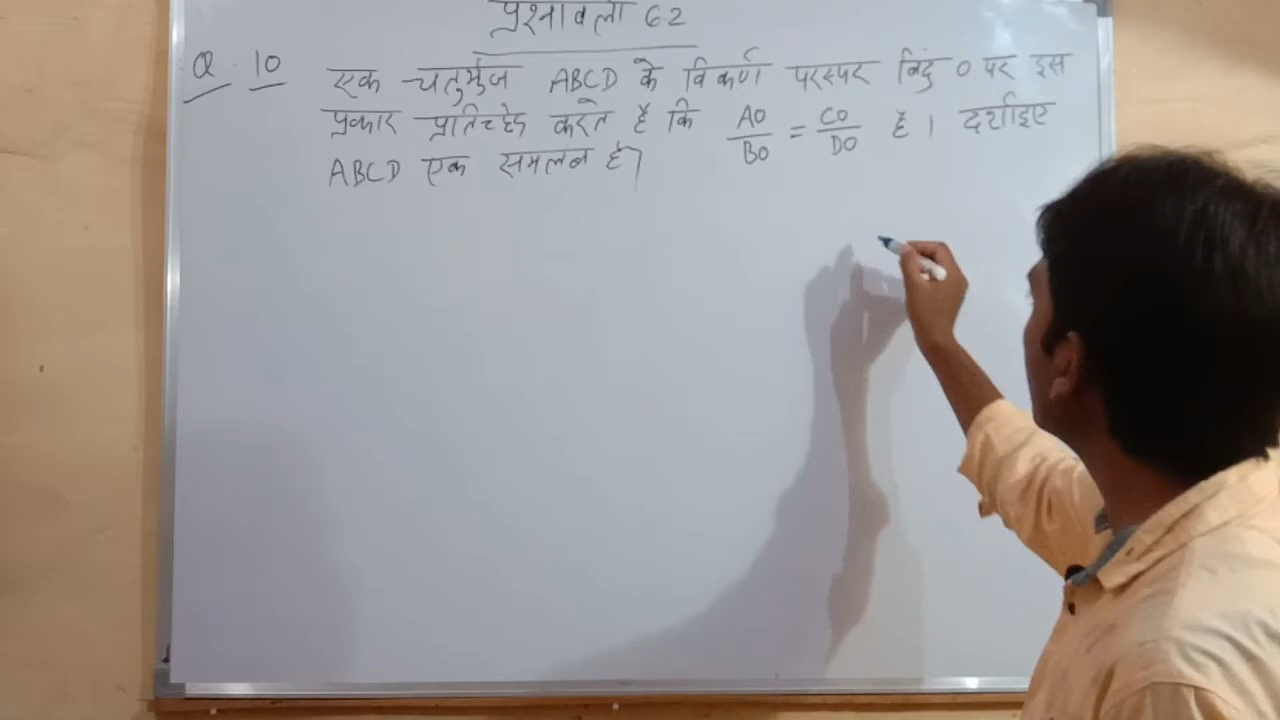 प्रश्नावली 6.2
Q. 10 एक चतुर्भुज ABCD के विकर्ण परस्पर बिंदु O पर इस
प्रकार प्रतिच्छेद करते है कि AO/BO = CO/DO है। दर्शाइए
ABCD एक समलंब है।